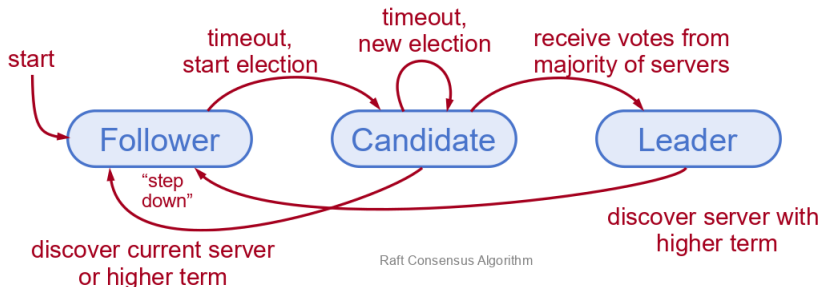 start
timeout,
start election
timeout,
new election
receive votes from
majority of servers
Follower
Candidate
Leader
“step
down”
discover current server
or higher term
discover server with
higher term
Raft Consensus Algorithm